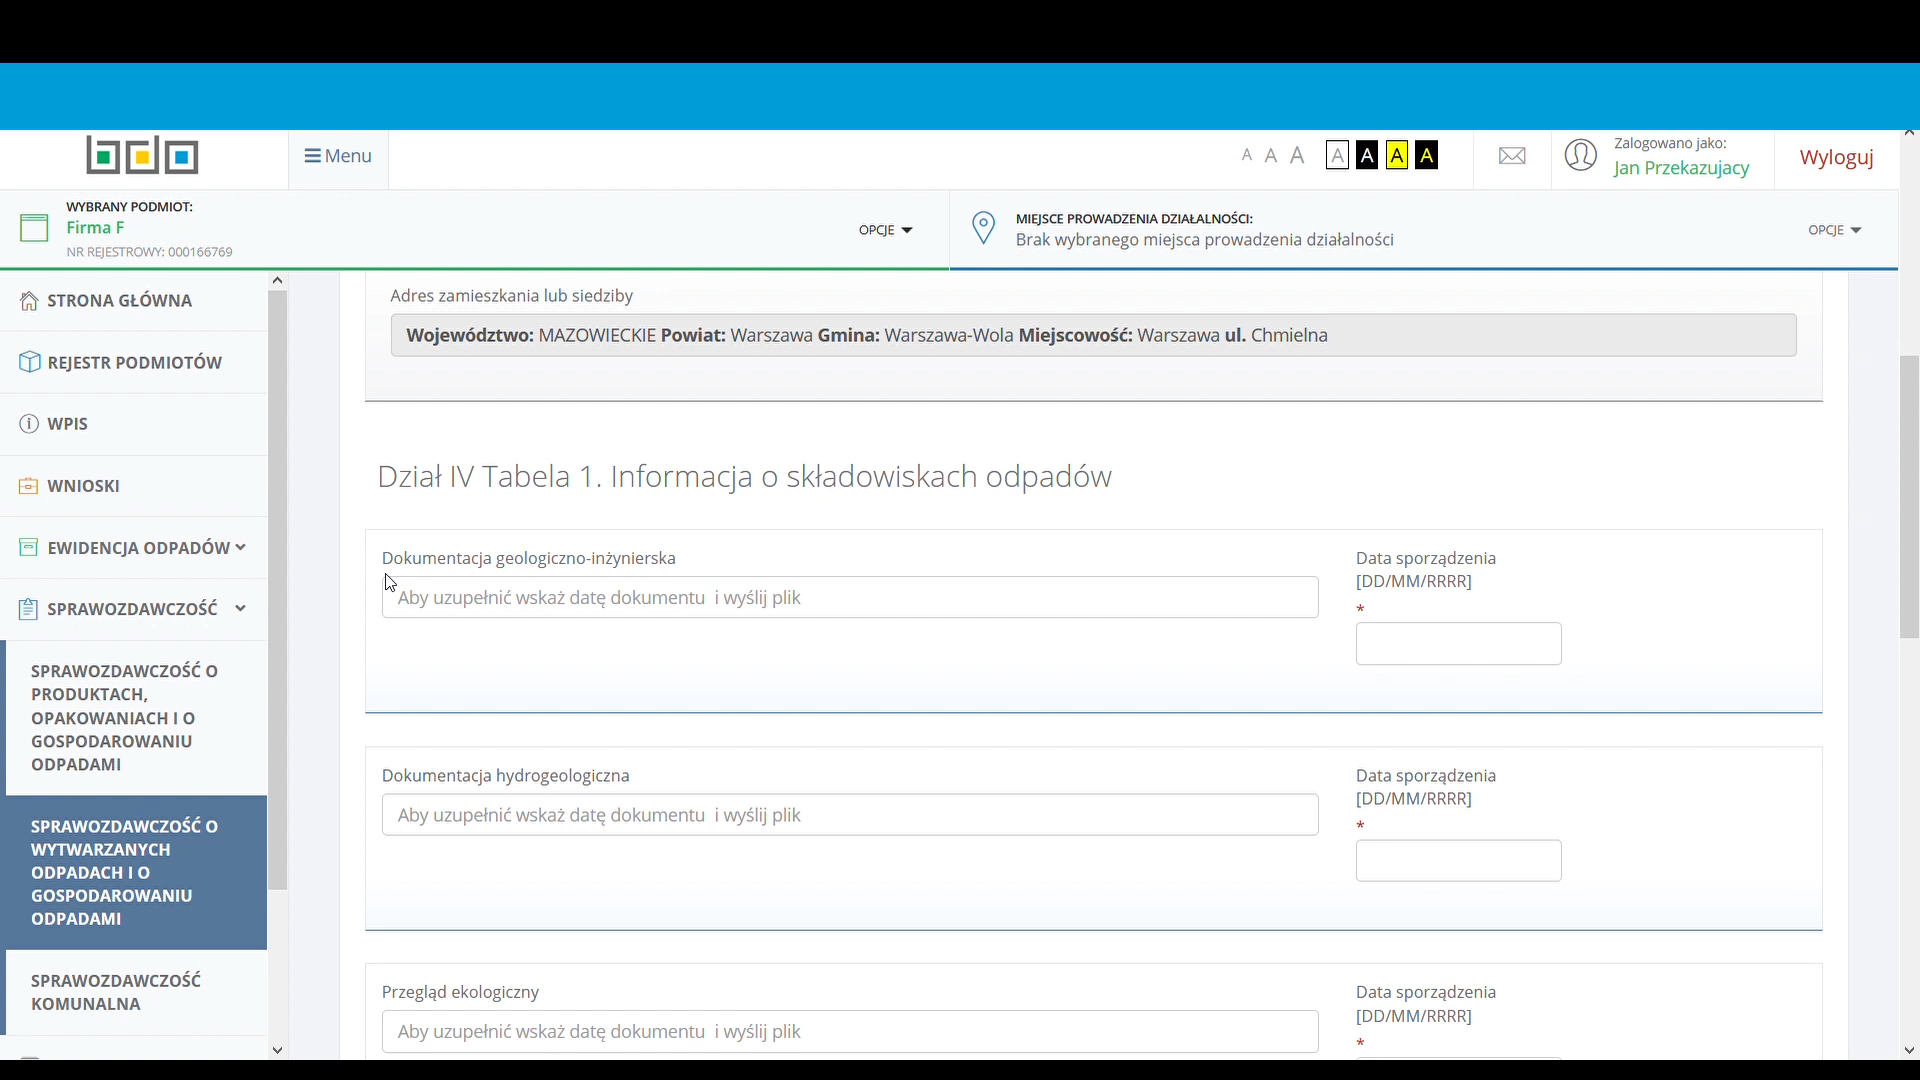 bdo
Menu
A A A A A A A
Zalogowano jako:
Jan Przekazujacy
Wyloguj
WYBRANY PODMIOT:
Firma F
NR REJESTROWY: 000166769
OPCJE
MIEJSCE PROWADZENIA DZIAŁALNOŚCI:
Brak wybranego miejsca prowadzenia działalności
OPCJE
STRONA GŁÓWNA
REJESTR PODMIOTÓW
WPIS
WNIOSKI
EWIDENCJA ODPADÓW
SPRAWOZDAWCZOŚĆ
SPRAWOZDAWCZOŚĆ O
PRODUKTACH,
OPAKOWANIACH I O
GOSPODAROWANIU
ODPADAMI
SPRAWOZDAWCZOŚĆ O
WYTWARZANYCH
ODPADACH I O
GOSPODAROWANIU
ODPADAMI
SPRAWOZDAWCZOŚĆ
KOMUNALNA
Adres zamieszkania lub siedziby
Województwo: MAZOWIECKIE Powiat: Warszawa Gmina: Warszawa-Wola Miejscowość: Warszawa ul. Chmielna
Dział IV Tabela 1. Informacja o składowiskach odpadów
Dokumentacja geologiczno-inżynierska
Aby uzupełnić wskaż datę dokumentu i wyślij plik
Data sporządzenia
[DD/MM/RRRR]
*
Dokumentacja hydrogeologiczna
Aby uzupełnić wskaż datę dokumentu i wyślij plik
Data sporządzenia
[DD/MM/RRRR]
*
Przegląd ekologiczny
Aby uzupełnić wskaż datę dokumentu i wyślij plik
Data sporządzenia
[DD/MM/RRRR]
*